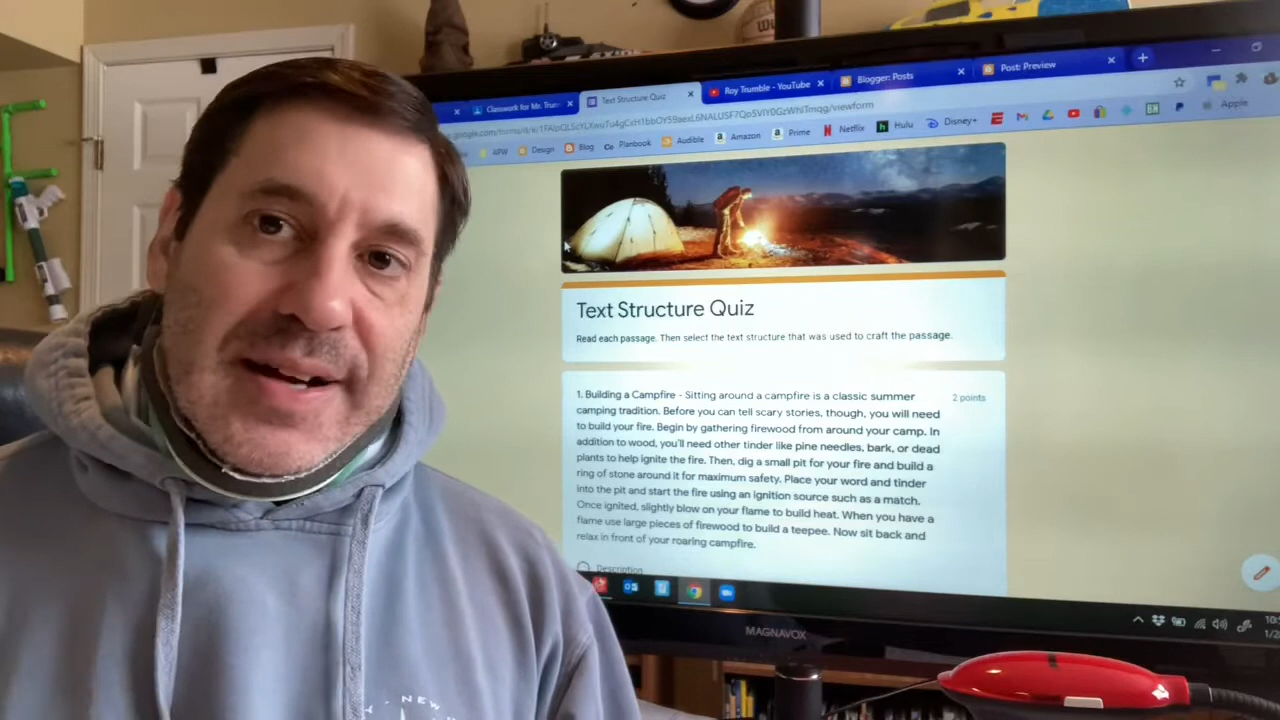 Classwork for Mr. Trum
Text Structure Quiz
Roy Trumble - YouTube
Blogger: Posts
Post: Preview
Design
Blog
Planbook
Audible
Amazon
Prime
Netflix
Hulu
Disney+
Apple
Text Structure Quiz
Read each passage. Then select the text structure that was used to craft the passage.
1. Building a Campfire - Sitting around a campfire is a classic summer
2 points
camping tradition. Before you can tell scary stories, though, you will need
to build your fire. Begin by gathering firewood from around your camp. In
addition to wood, you'll need other tinder like pine needles, bark, or dead
plants to help ignite the fire. Then, dig a small pit for your fire and build a
ring of stone around it for maximum safety. Place your word and tinder
into the pit and start the fire using an ignition source such as a match.
Once ignited, slightly blow on your flame to build heat. When you have a
flame use large pieces of firewood to build a teepee. Now sit back and
relax in front of your roaring campfire.
Description
MAGNAVOX
NEW